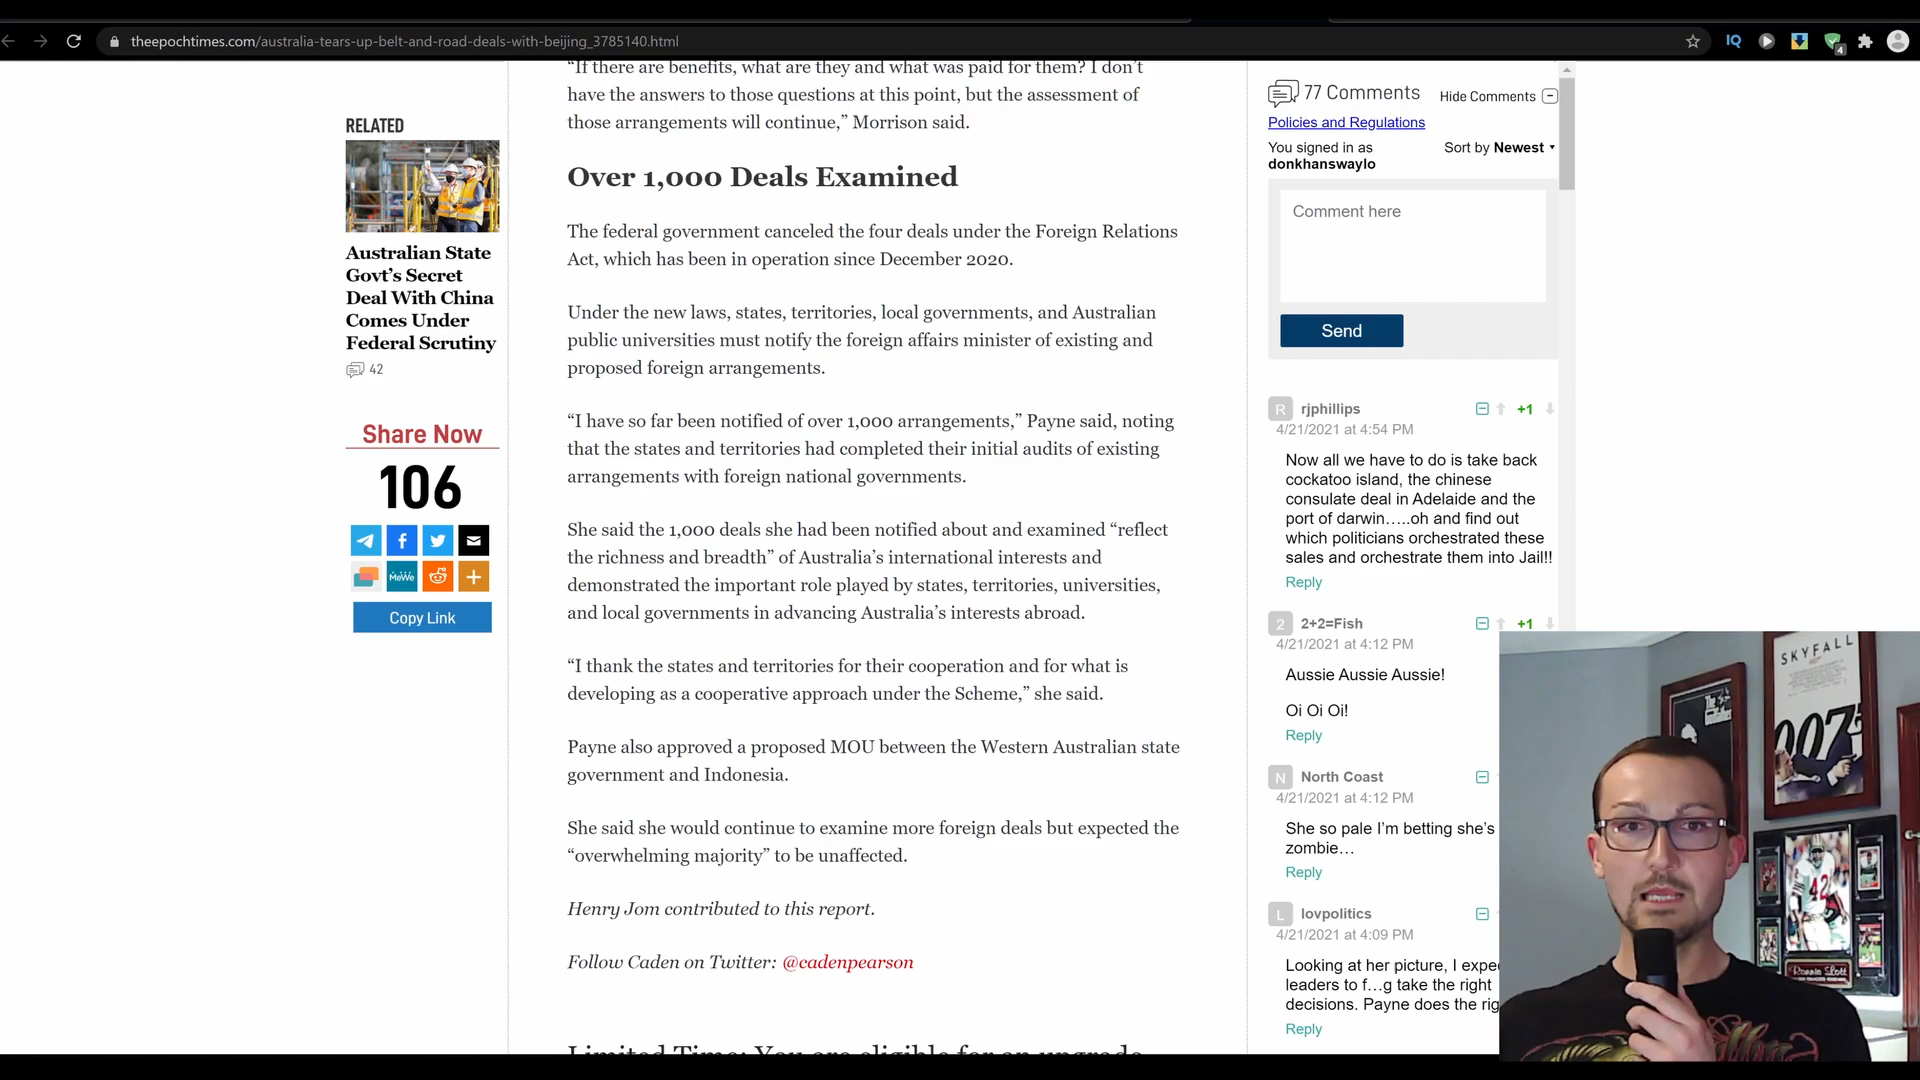 theepochtimes.com/australia-tears-up-belt-and-road-deals-with-beijing_3785140.html
IQ
4
RELATED
Australian State
Govt’s Secret
Deal With China
Comes Under
Federal Scrutiny
42
Share Now
106
MeWe
Copy Link
“If there are benefits, what are they and what was paid for them? I don’t
have the answers to those questions at this point, but the assessment of
those arrangements will continue,” Morrison said.
Over 1,000 Deals Examined
The federal government canceled the four deals under the Foreign Relations
Act, which has been in operation since December 2020.
Under the new laws, states, territories, local governments, and Australian
public universities must notify the foreign affairs minister of existing and
proposed foreign arrangements.
“I have so far been notified of over 1,000 arrangements,” Payne said, noting
that the states and territories had completed their initial audits of existing
arrangements with foreign national governments.
She said the 1,000 deals she had been notified about and examined “reflect
the richness and breadth” of Australia’s international interests and
demonstrated the important role played by states, territories, universities,
and local governments in advancing Australia’s interests abroad.
“I thank the states and territories for their cooperation and for what is
developing as a cooperative approach under the Scheme,” she said.
Payne also approved a proposed MOU between the Western Australian state
government and Indonesia.
She said she would continue to examine more foreign deals but expected the
“overwhelming majority” to be unaffected.
Henry Jom contributed to this report.
Follow Caden on Twitter: @cadenpearson
Limited Time: You are eligible for an upgrade
77 Comments
Hide Comments
Policies and Regulations
You signed in as
donkhanswaylo
Sort by Newest
Comment here
Send
R rjphillips +1
4/21/2021 at 4:54 PM
Now all we have to do is take back
cockatoo island, the chinese
consulate deal in Adelaide and the
port of darwin…..oh and find out
which politicians orchestrated these
sales and orchestrate them into Jail!!
Reply
2 2+2=Fish +1
4/21/2021 at 4:12 PM
Aussie Aussie Aussie!
Oi Oi Oi!
Reply
N North Coast
4/21/2021 at 4:12 PM
She so pale I’m betting she’s
zombie…
Reply
L lovpolitics
4/21/2021 at 4:09 PM
Looking at her picture, I expe
leaders to f…g take the right
decisions. Payne does the rig
Reply
SKYFALL
007
42
Ronnie Lott